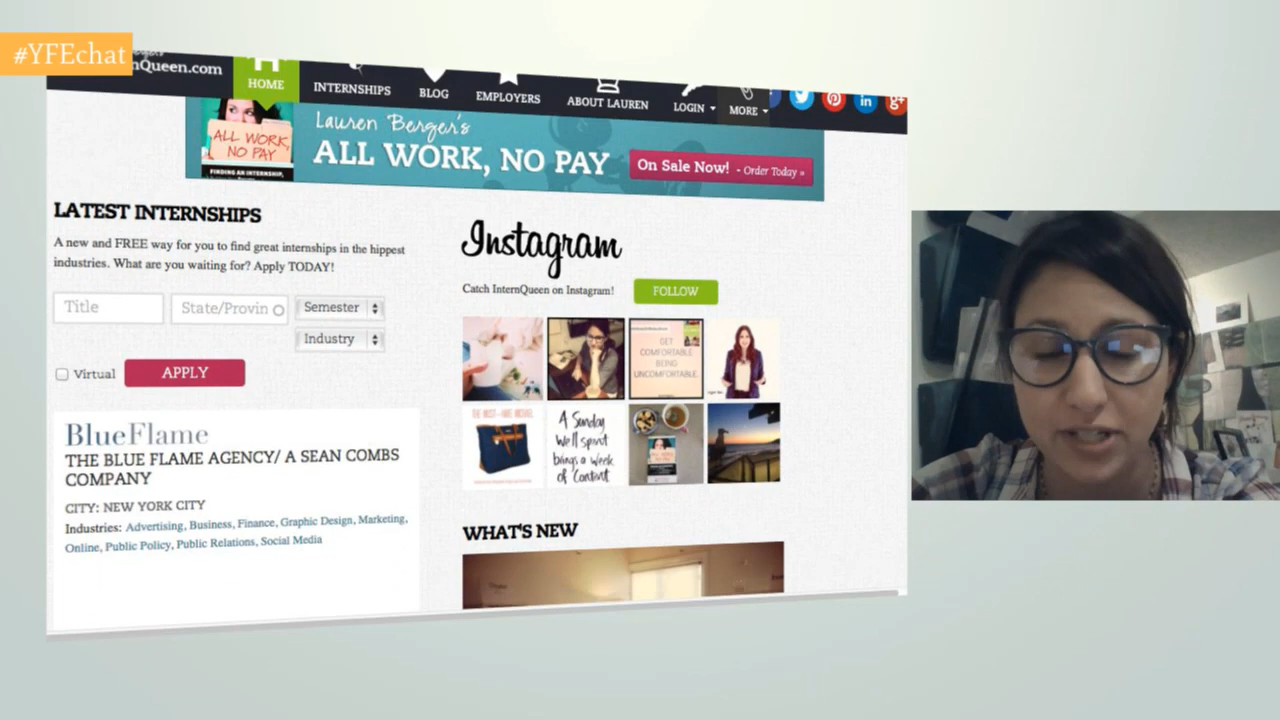 #YFEchat
nQueen.com
HOME
INTERNSHIPS
BLOG
EMPLOYERS
ABOUT LAUREN
LOGIN
MORE
ALL WORK,
NO PAY
FINDING AN INTERNSHIP,
Lauren Berger's
ALL WORK, NO PAY
On Sale Now! - Order Today »
LATEST INTERNSHIPS
A new and FREE way for you to find great internships in the hippest
industries. What are you waiting for? Apply TODAY!
Title
State/Provin
Semester
Industry
Virtual
APPLY
BlueFlame
THE BLUE FLAME AGENCY/ A SEAN COMBS
COMPANY
CITY: NEW YORK CITY
Industries: Advertising, Business, Finance, Graphic Design, Marketing,
Online, Public Policy, Public Relations, Social Media
Instagram
Catch InternQueen on Instagram!
FOLLOW
GET
COMFORTABLE
BEING
UNCOMFORTABLE.
A Sunday
Well spent
brings a Week
of Content
WHAT'S NEW